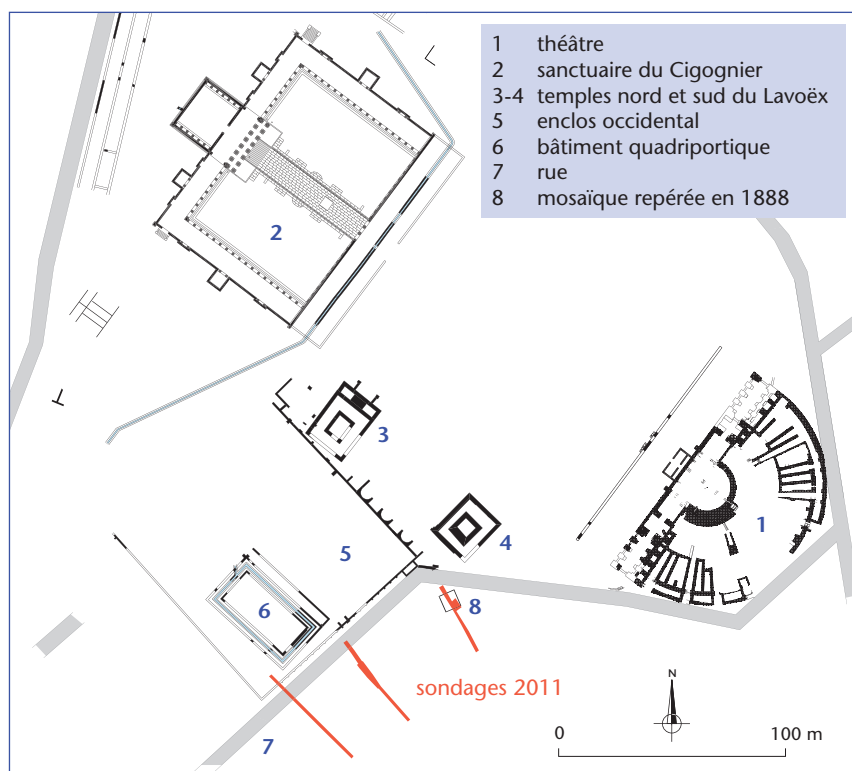 1 théâtre
2 sanctuaire du Cigognier
3-4 temples nord et sud du Lavoëx
5 enclos occidental
6 bâtiment quadriportique
7 rue
8 mosaïque repérée en 1888
2
3
1
4
5
8
6
sondages 2011
N
0 100 m
7